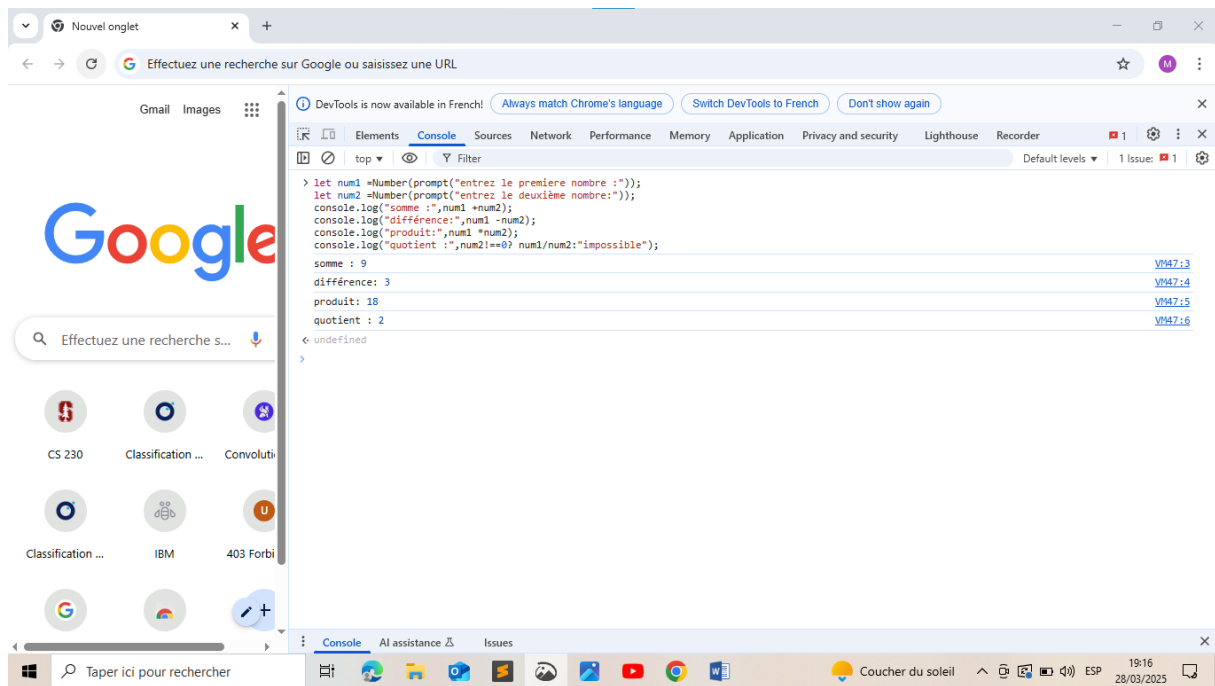 Nouvel onglet
Effectuez une recherche sur Google ou saisissez une URL
M
Gmail Images
Google
Effectuez une recherche s...
CS 230
Classification ...
Convoluti
Classification ...
IBM
U
403 Forbi
DevTools is now available in French!
Always match Chrome's language
Switch DevTools to French
Don't show again
Elements Console Sources Network Performance Memory Application Privacy and security Lighthouse Recorder 1
top Filter Default levels 1 Issue: 1
let num1 =Number(prompt("entrez le premiere nombre :"));
let num2 =Number(prompt("entrez le deuxième nombre:"));
console.log("somme :",num1 +num2);
console.log("différence:",num1 -num2);
console.log("produit:",num1 *num2);
console.log("quotient :",num2!==0? num1/num2:"impossible");
somme : 9 VM47:3
différence: 3 VM47:4
produit: 18 VM47:5
quotient : 2 VM47:6
undefined
Console AI assistance Issues
Taper ici pour rechercher
Coucher du soleil
ESP
19:16
28/03/2025